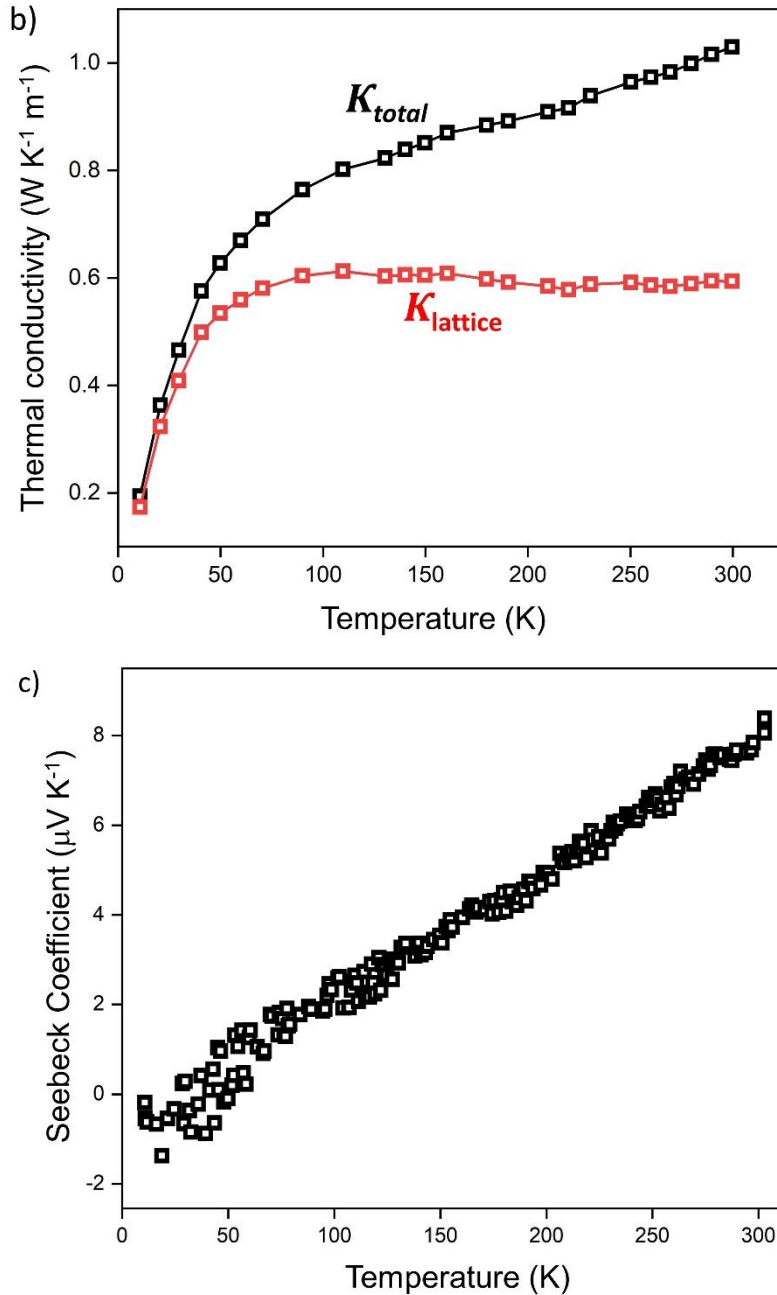 b)
1.0
0.8
0.6
0.4
0.2
Thermal conductivity (W K⁻¹ m⁻¹)
K_total
K_lattice
0 50 100 150 200 250 300
Temperature (K)
c)
8
6
4
2
0
-2
Seebeck Coefficient (μV K⁻¹)
0 50 100 150 200 250 300
Temperature (K)